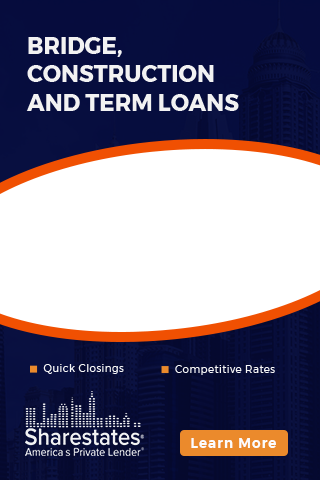 BRIDGE,
CONSTRUCTION
AND TERM LOANS
Quick Closings
Competitive Rates
Sharestates®
America s Private Lender®
Learn More